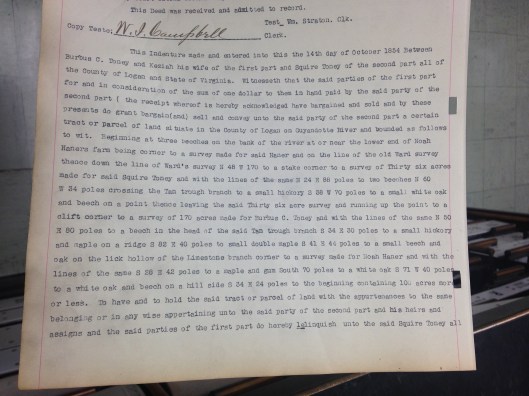 This Deed was received and admitted to record.
Test. Wm. Straton. Clk.
Copy Teste: W. I. Campbell
Clerk.
This Indenture made and entered into this the 14th day of October 1834 Between
Burbus C. Toney and Keziah his wife of the first part and Squire Toney of the second part all of
the County of Logan and State of Virginia. Witnesseth that the said parties of the first part
for and in consideration of the sum of one dollar to them in hand paid by the said party of the
second part ( the receipt whereof is hereby acknowledged have bargained and sold and by these
presents do grant bargain(and) sell and convey unto the said party of the second part a certain
tract or parcel of land situate in the County of Logan on Guyandotte River and bounded as follows
to wit. Beginning at three beeches on the bank of the river at or near the lower end of Noah
Haners farm being corner to a survey made for said Haner and on the line of the old Ward survey
thence down the line of Ward's survey S 48 W 170 to a stake corner to a survey of Thirty six acres
made for said Squire Toney and with the lines of the same N 34 86 poles to two beeches N 60
W 34 poles crossing the Tan trough branch to a small hickory S 56 W 70 poles to a small white oak
and beech on a point thence leaving the said Thirty six acre survey and running up the point to a
clift corner to a survey of 170 acres made for Burbus C. Toney and with the lines of the same N 50
E 80 poles to a beech in the head of the said Tan trough branch S 34 E 30 poles to a small hickory
and maple on a ridge S 82 E 40 poles to small double maple S 41 E 44 poles to a small beech and
oak on the lick hollow of the Limestone branch corner to a survey made for Noah Haner and with the
lines of the same S 55 E 42 poles to a maple and gum South 70 poles to a white oak S 71 W 40 poles
to a white oak and beech on a hill side S 34 E 24 poles to the beginning containing 100 acres more
or less. To have and to hold the said tract or parcel of land with the appurtenances to the same
belonging or in any wise appertaining unto the said party of the second part and his heirs and
assigns and the said parties of the first part do hereby relinquish unto the said Squire Toney all